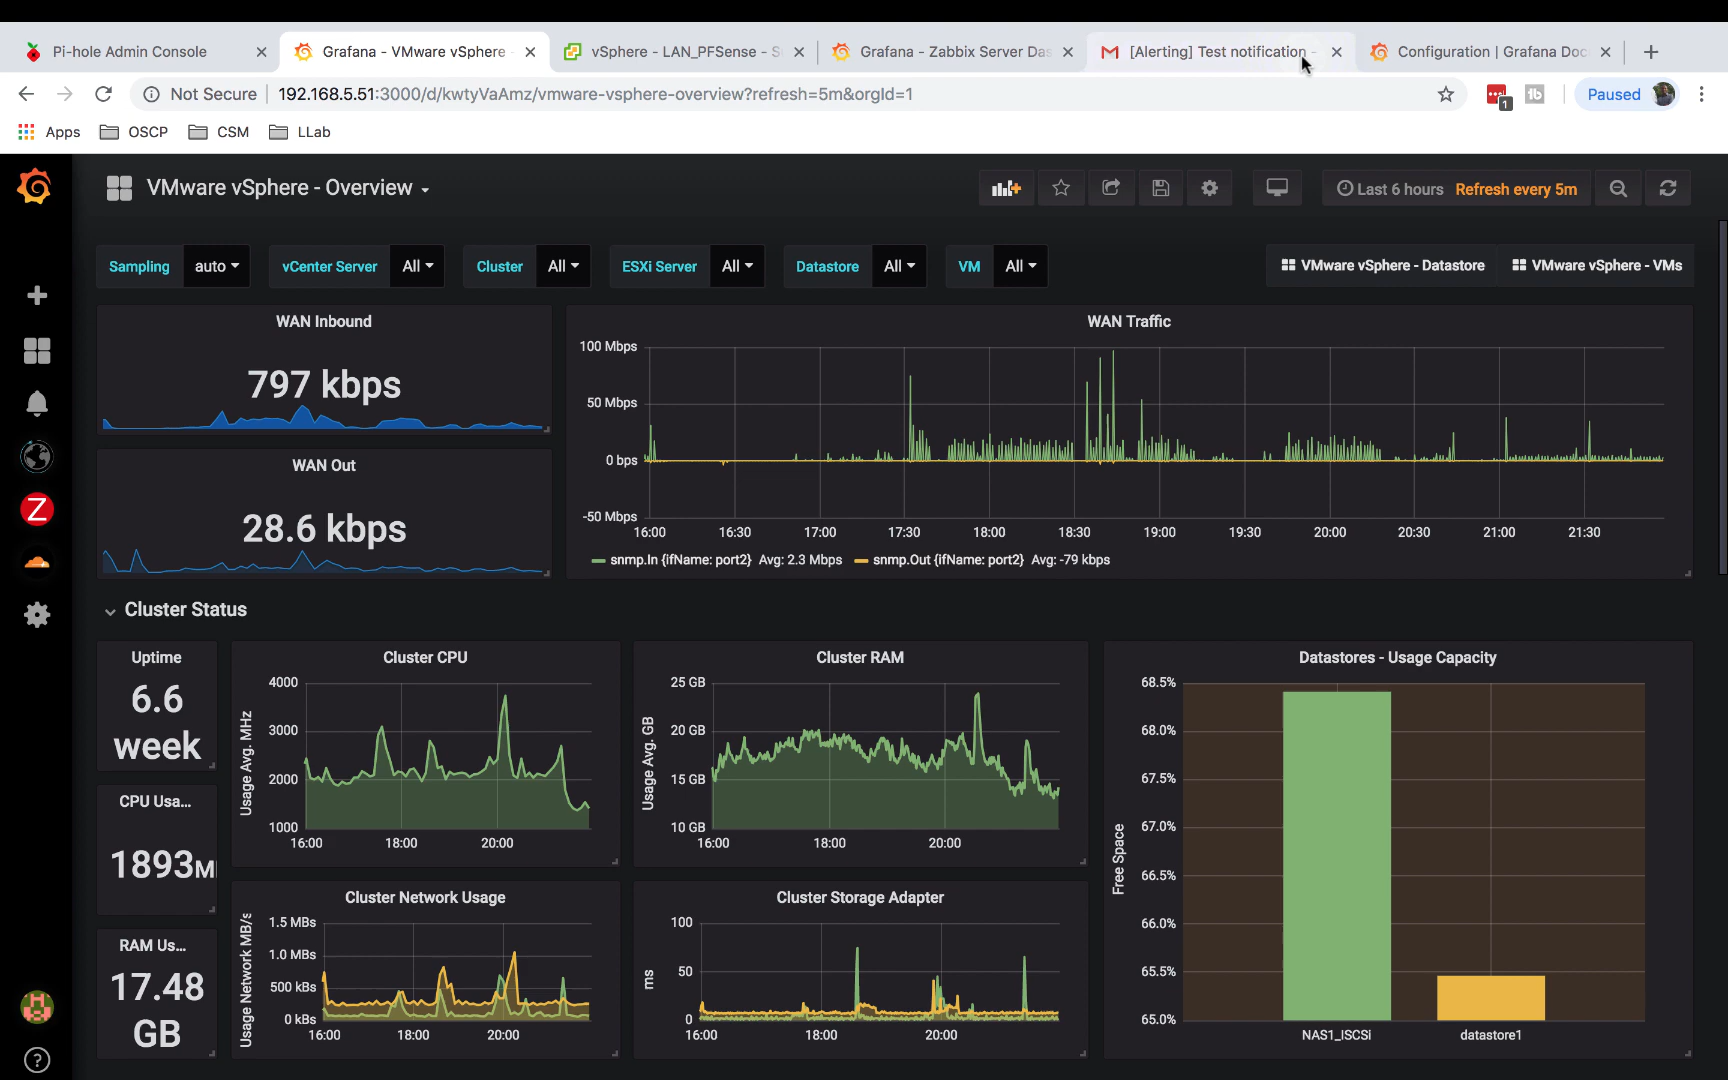 Pi-hole Admin Console
Grafana - VMware vSphere
vSphere - LAN_PFSense - S
Grafana - Zabbix Server Das
[Alerting] Test notification -
Configuration | Grafana Doc
Not Secure
192.168.5.51:3000/d/kwtyVaAmz/vmware-vsphere-overview?refresh=5m&orgId=1
1
Paused
Apps
OSCP
CSM
LLab
VMware vSphere - Overview
Last 6 hours
Refresh every 5m
Sampling auto
vCenter Server All
Cluster All
ESXi Server All
Datastore All
VM All
VMware vSphere - Datastore
VMware vSphere - VMs
WAN Inbound
797 kbps
WAN Out
28.6 kbps
WAN Traffic
100 Mbps
50 Mbps
0 bps
-50 Mbps
16:00 16:30 17:00 17:30 18:00 18:30 19:00 19:30 20:00 20:30 21:00 21:30
snmp.In {ifName: port2} Avg: 2.3 Mbps
snmp.Out {ifName: port2} Avg: -79 kbps
Z
Cluster Status
Uptime
6.6
week
CPU Usa...
1893M
RAM Us...
17.48
GB
Cluster CPU
Usage Avg. MHz
4000
3000
2000
1000
16:00 18:00 20:00
Cluster RAM
Usage Avg. GB
25 GB
20 GB
15 GB
10 GB
16:00 18:00 20:00
Cluster Network Usage
Usage Network MB/s
1.5 MBs
1.0 MBs
500 kBs
0 kBs
16:00 18:00 20:00
Cluster Storage Adapter
ms
100
50
0
16:00 18:00 20:00
Datastores - Usage Capacity
Free Space
68.5%
68.0%
67.5%
67.0%
66.5%
66.0%
65.5%
65.0%
NAS1_ISCSi
datastore1